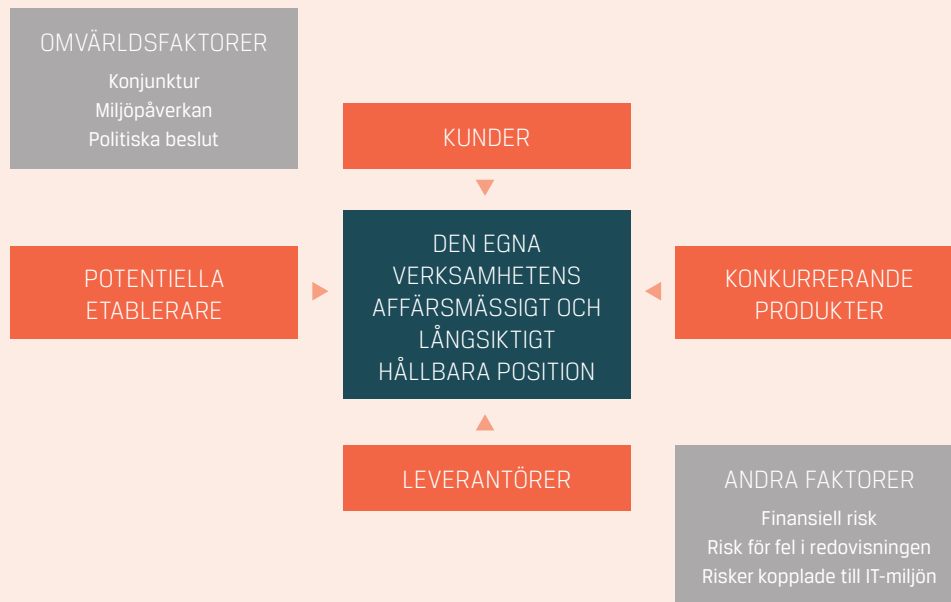 OMVÄRLDSFAKTORER
Konjunktur
Miljöpåverkan
Politiska beslut
KUNDER
POTENTIELLA
ETABLERARE
DEN EGNA
VERKSAMHETENS
AFFÄRSMÄSSIGT OCH
LÅNGSIKTIGT
HÅLLBARA POSITION
KONKURRERANDE
PRODUKTER
LEVERANTÖRER
ANDRA FAKTORER
Finansiell risk
Risk för fel i redovisningen
Risker kopplade till IT-miljön